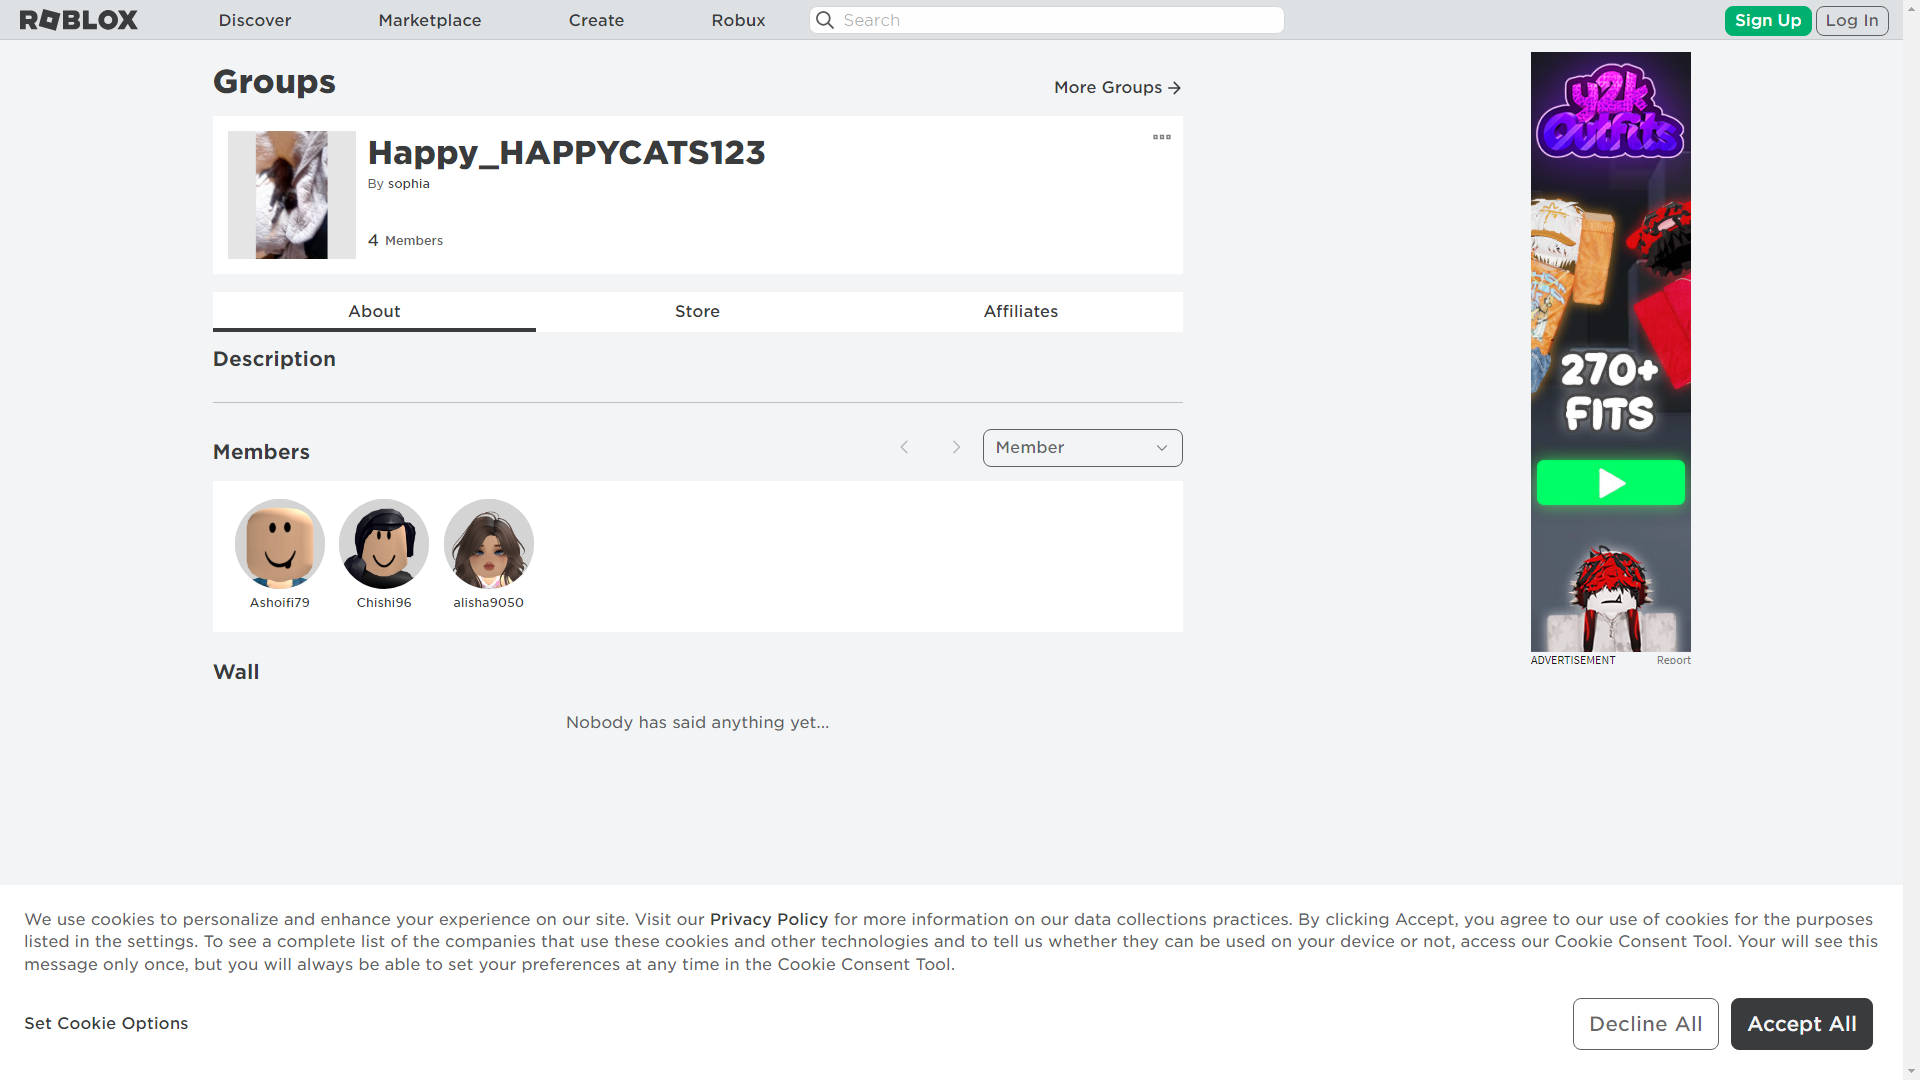 ROBLOX
Discover
Marketplace
Create
Robux
Search
Sign Up
Log In
Groups
More Groups
Happy_HAPPYCATS123
By sophia
4 Members
About
Store
Affiliates
Description
Members
Member
Ashoifi79
Chishi96
alisha9050
Wall
Nobody has said anything yet...
y2k
Outfits
270+
FITS
ADVERTISEMENT
Report
We use cookies to personalize and enhance your experience on our site. Visit our Privacy Policy for more information on our data collections practices. By clicking Accept, you agree to our use of cookies for the purposes
listed in the settings. To see a complete list of the companies that use these cookies and other technologies and to tell us whether they can be used on your device or not, access our Cookie Consent Tool. Your will see this
message only once, but you will always be able to set your preferences at any time in the Cookie Consent Tool.
Set Cookie Options
Decline All
Accept All